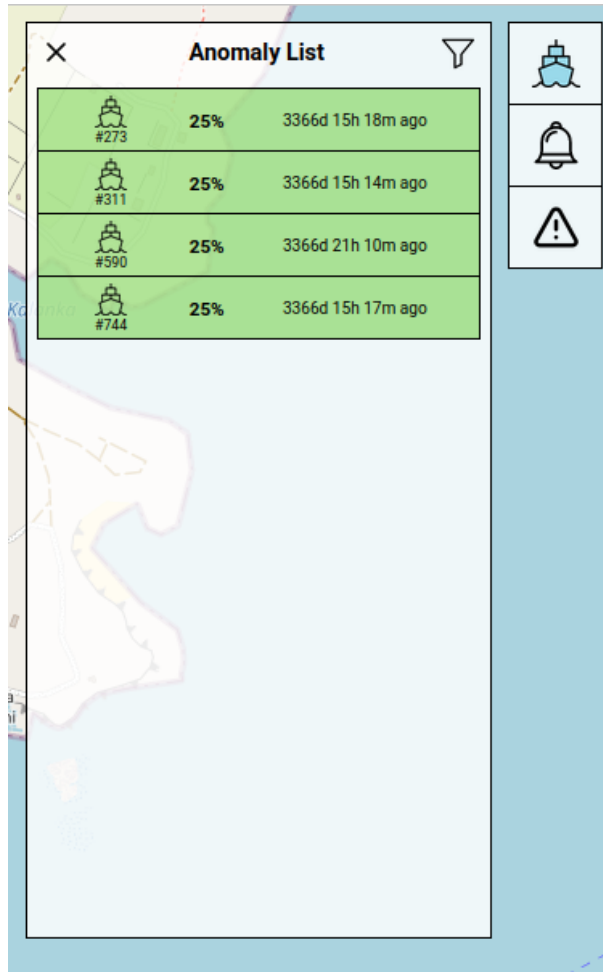 Anomaly List
#273 25% 3366d 15h 18m ago
#311 25% 3366d 15h 14m ago
#590 25% 3366d 21h 10m ago
Kalanka
#744 25% 3366d 15h 17m ago